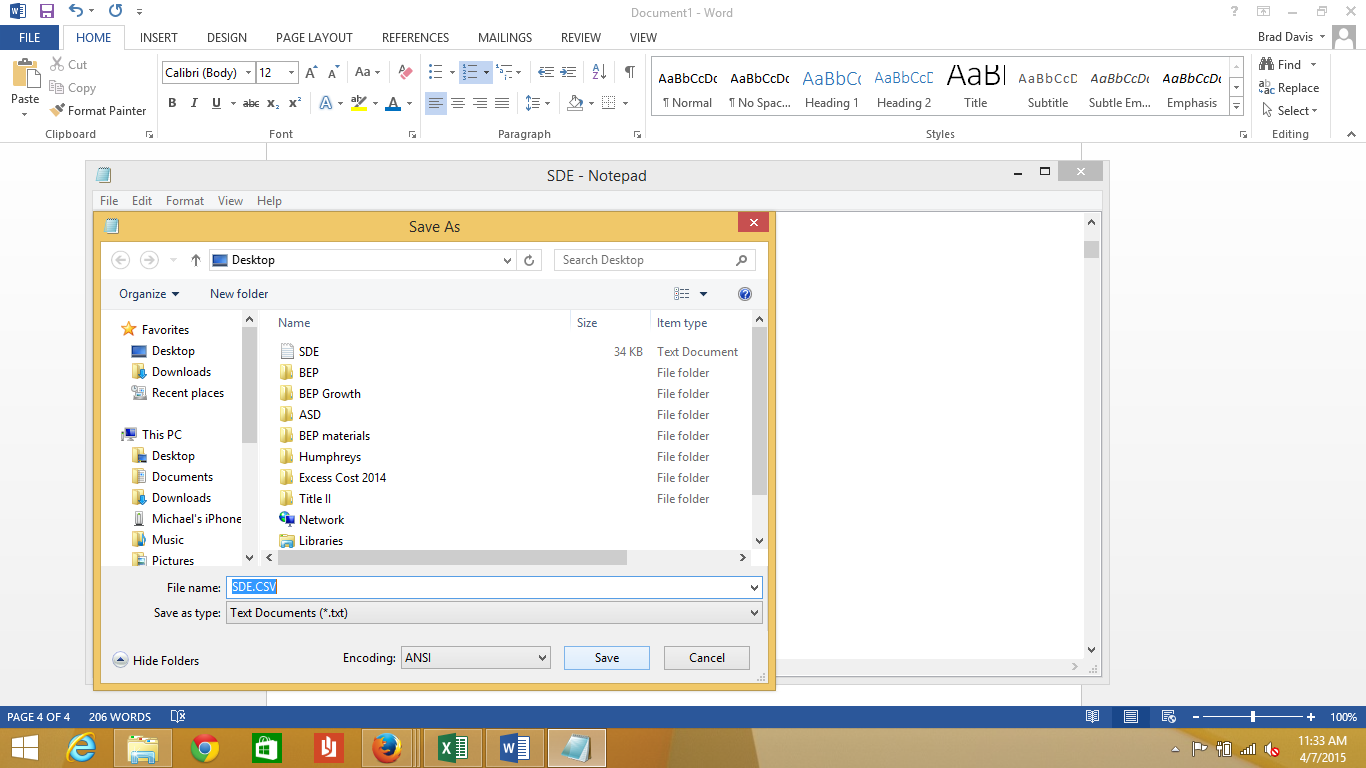 Document1 - Word
?
FILE HOME INSERT DESIGN PAGE LAYOUT REFERENCES MAILINGS REVIEW VIEW Brad Davis
Paste
Cut
Copy
Format Painter
Clipboard
Calibri (Body) 12 A A Aa
B I U abc x2 x2 A ab A
Font
A Z ¶
Paragraph
AaBbCcDc AaBbCcDc AaBbCc AaBbCcD AaBl AaBbCcD AaBbCcDc AaBbCcDc
¶ Normal ¶ No Spac... Heading 1 Heading 2 Title Subtitle Subtle Em... Emphasis
Styles
Find
Replace
Select
Editing
SDE - Notepad
File Edit Format View Help
Save As
Desktop Search Desktop
Organize New folder ?
Favorites
Desktop
Downloads
Recent places
This PC
Desktop
Documents
Downloads
Michael's iPhone
Music
Pictures
Name Size Item type
SDE 34 KB Text Document
BEP File folder
BEP Growth File folder
ASD File folder
BEP materials File folder
Humphreys File folder
Excess Cost 2014 File folder
Title II File folder
Network
Libraries
File name: SDE.CSV
Save as type: Text Documents (*.txt)
Hide Folders Encoding: ANSI Save Cancel
PAGE 4 OF 4 206 WORDS 100%
11:33 AM
4/7/2015